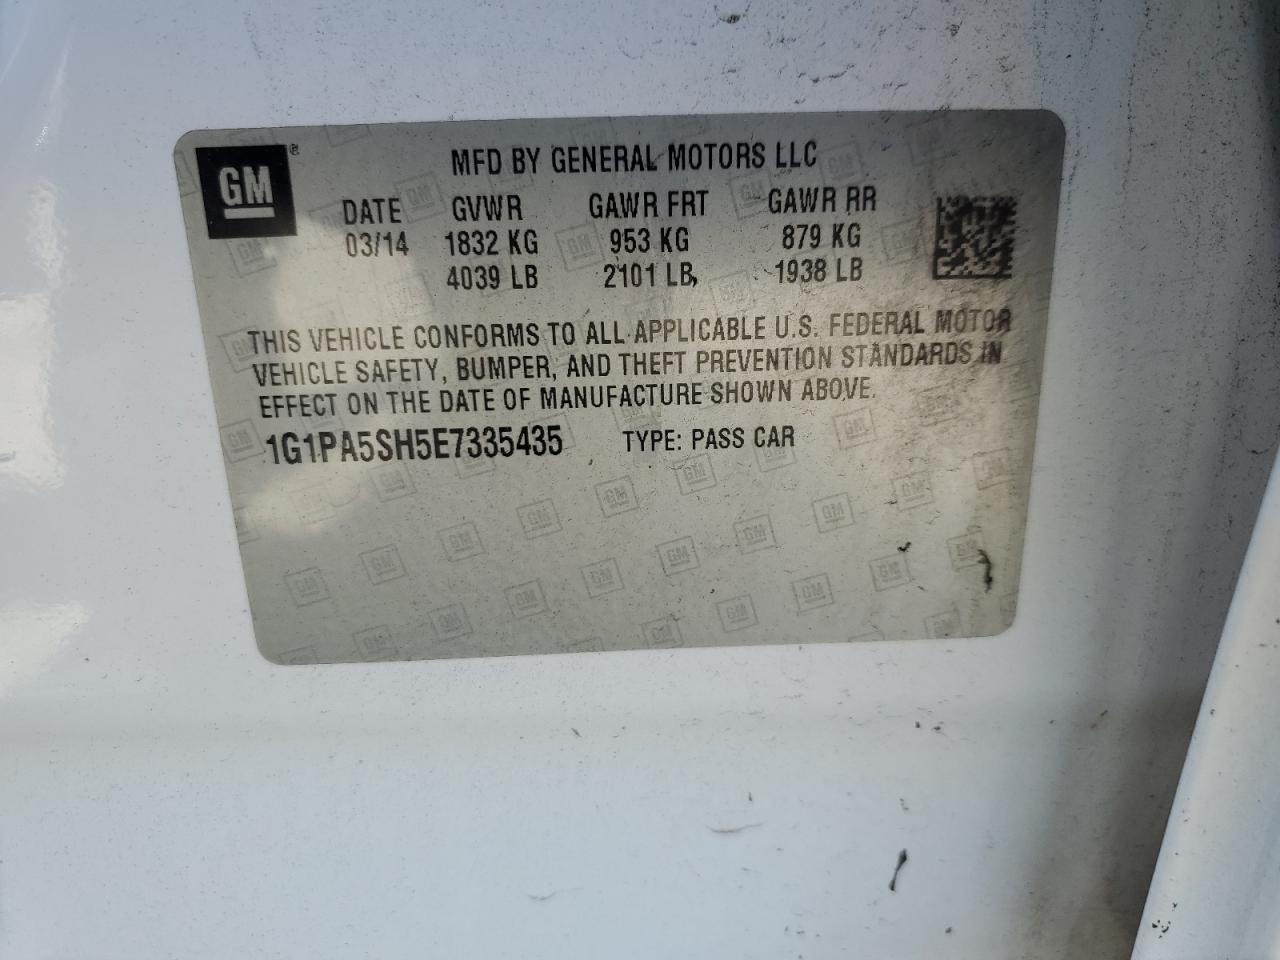 GM®
MFD BY GENERAL MOTORS LLC
DATE GVWR GAWR FRT GAWR RR
03/14 1832 KG 953 KG 879 KG
4039 LB 2101 LB 1938 LB
THIS VEHICLE CONFORMS TO ALL APPLICABLE U.S. FEDERAL MOTOR
VEHICLE SAFETY, BUMPER, AND THEFT PREVENTION STANDARDS IN
EFFECT ON THE DATE OF MANUFACTURE SHOWN ABOVE.
1G1PA5SH5E7335435 TYPE: PASS CAR